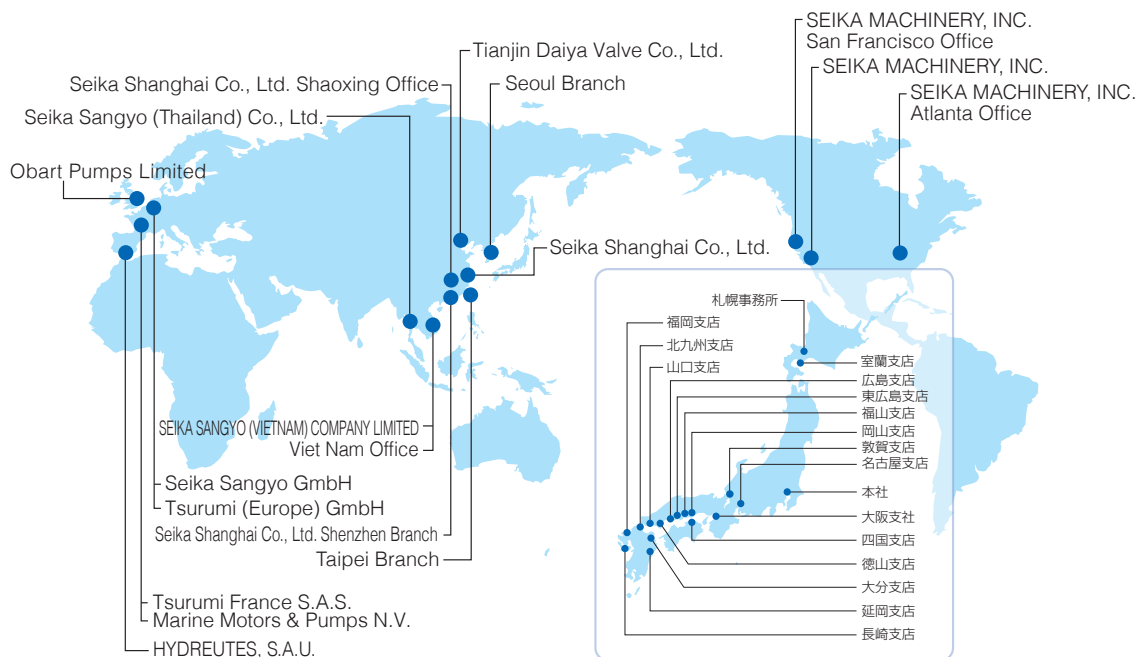 SEIKA MACHINERY, INC.
San Francisco Office
Tianjin Daiya Valve Co., Ltd.
SEIKA MACHINERY, INC.
Seika Shanghai Co., Ltd. Shaoxing Office
Seoul Branch
SEIKA MACHINERY, INC.
Atlanta Office
Seika Sangyo (Thailand) Co., Ltd.
Obart Pumps Limited
Seika Shanghai Co., Ltd.
札幌事務所
福岡支店
北九州支店
山口支店
室蘭支店
広島支店
東広島支店
福山支店
岡山支店
敦賀支店
名古屋支店
本社
大阪支社
四国支店
徳山支店
大分支店
延岡支店
長崎支店
SEIKA SANGYO (VIETNAM) COMPANY LIMITED
Viet Nam Office
Seika Sangyo GmbH
Tsurumi (Europe) GmbH
Seika Shanghai Co., Ltd. Shenzhen Branch
Taipei Branch
Tsurumi France S.A.S.
Marine Motors & Pumps N.V.
HYDREUTES, S.A.U.